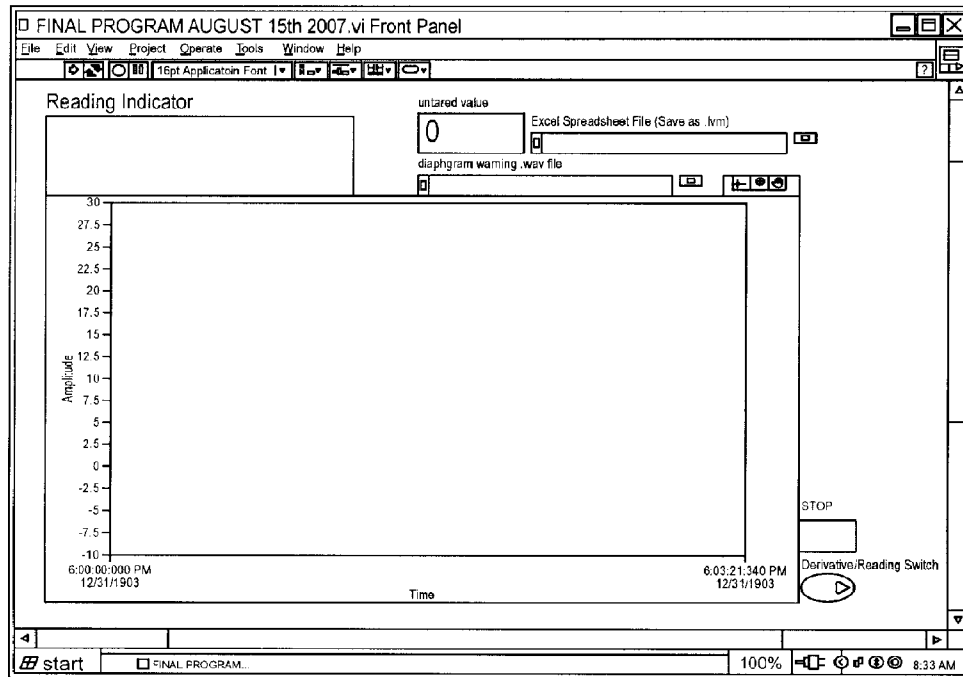 FINAL PROGRAM AUGUST 15th 2007.vi Front Panel
File Edit View Project Operate Tools Window Help
16pt Applicatoin Font
?
Reading Indicator
untared value
0
Excel Spreadsheet File (Save as .lvm)
diaphgram warning .wav file
30
27.5
25
22.5
20
17.5
15
12.5
10
7.5
5
2.5
0
-2.5
-5
-7.5
-10
Amplitude
6:00:00:000 PM
12/31/1903
6:03:21:340 PM
12/31/1903
Time
STOP
Derivative/Reading Switch
start
FINAL PROGRAM...
100%
8:33 AM